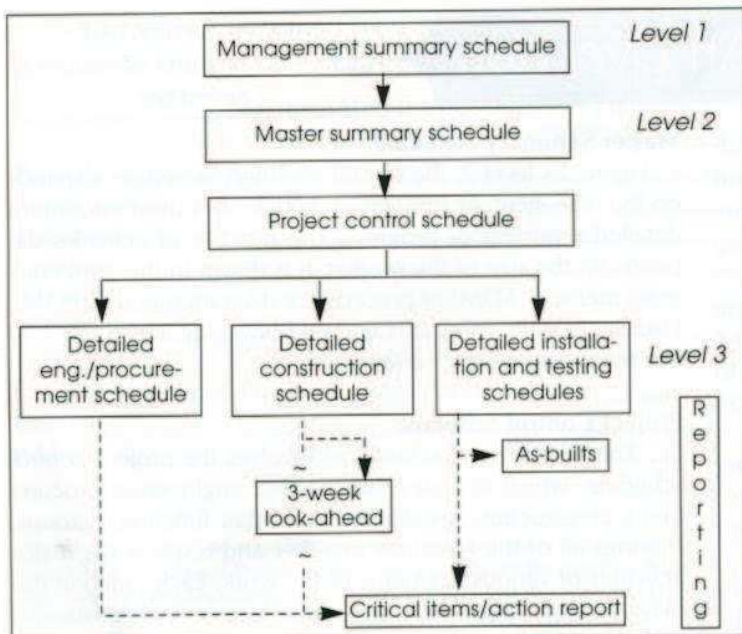 Level 1
Management summary schedule
Level 2
Master summary schedule
Project control schedule
Level 3
Detailed
eng./procure-
ment schedule
Detailed
construction
schedule
Detailed installa-
tion and testing
schedules
As-builts
3-week
look-ahead
Critical items/action report
Reporting